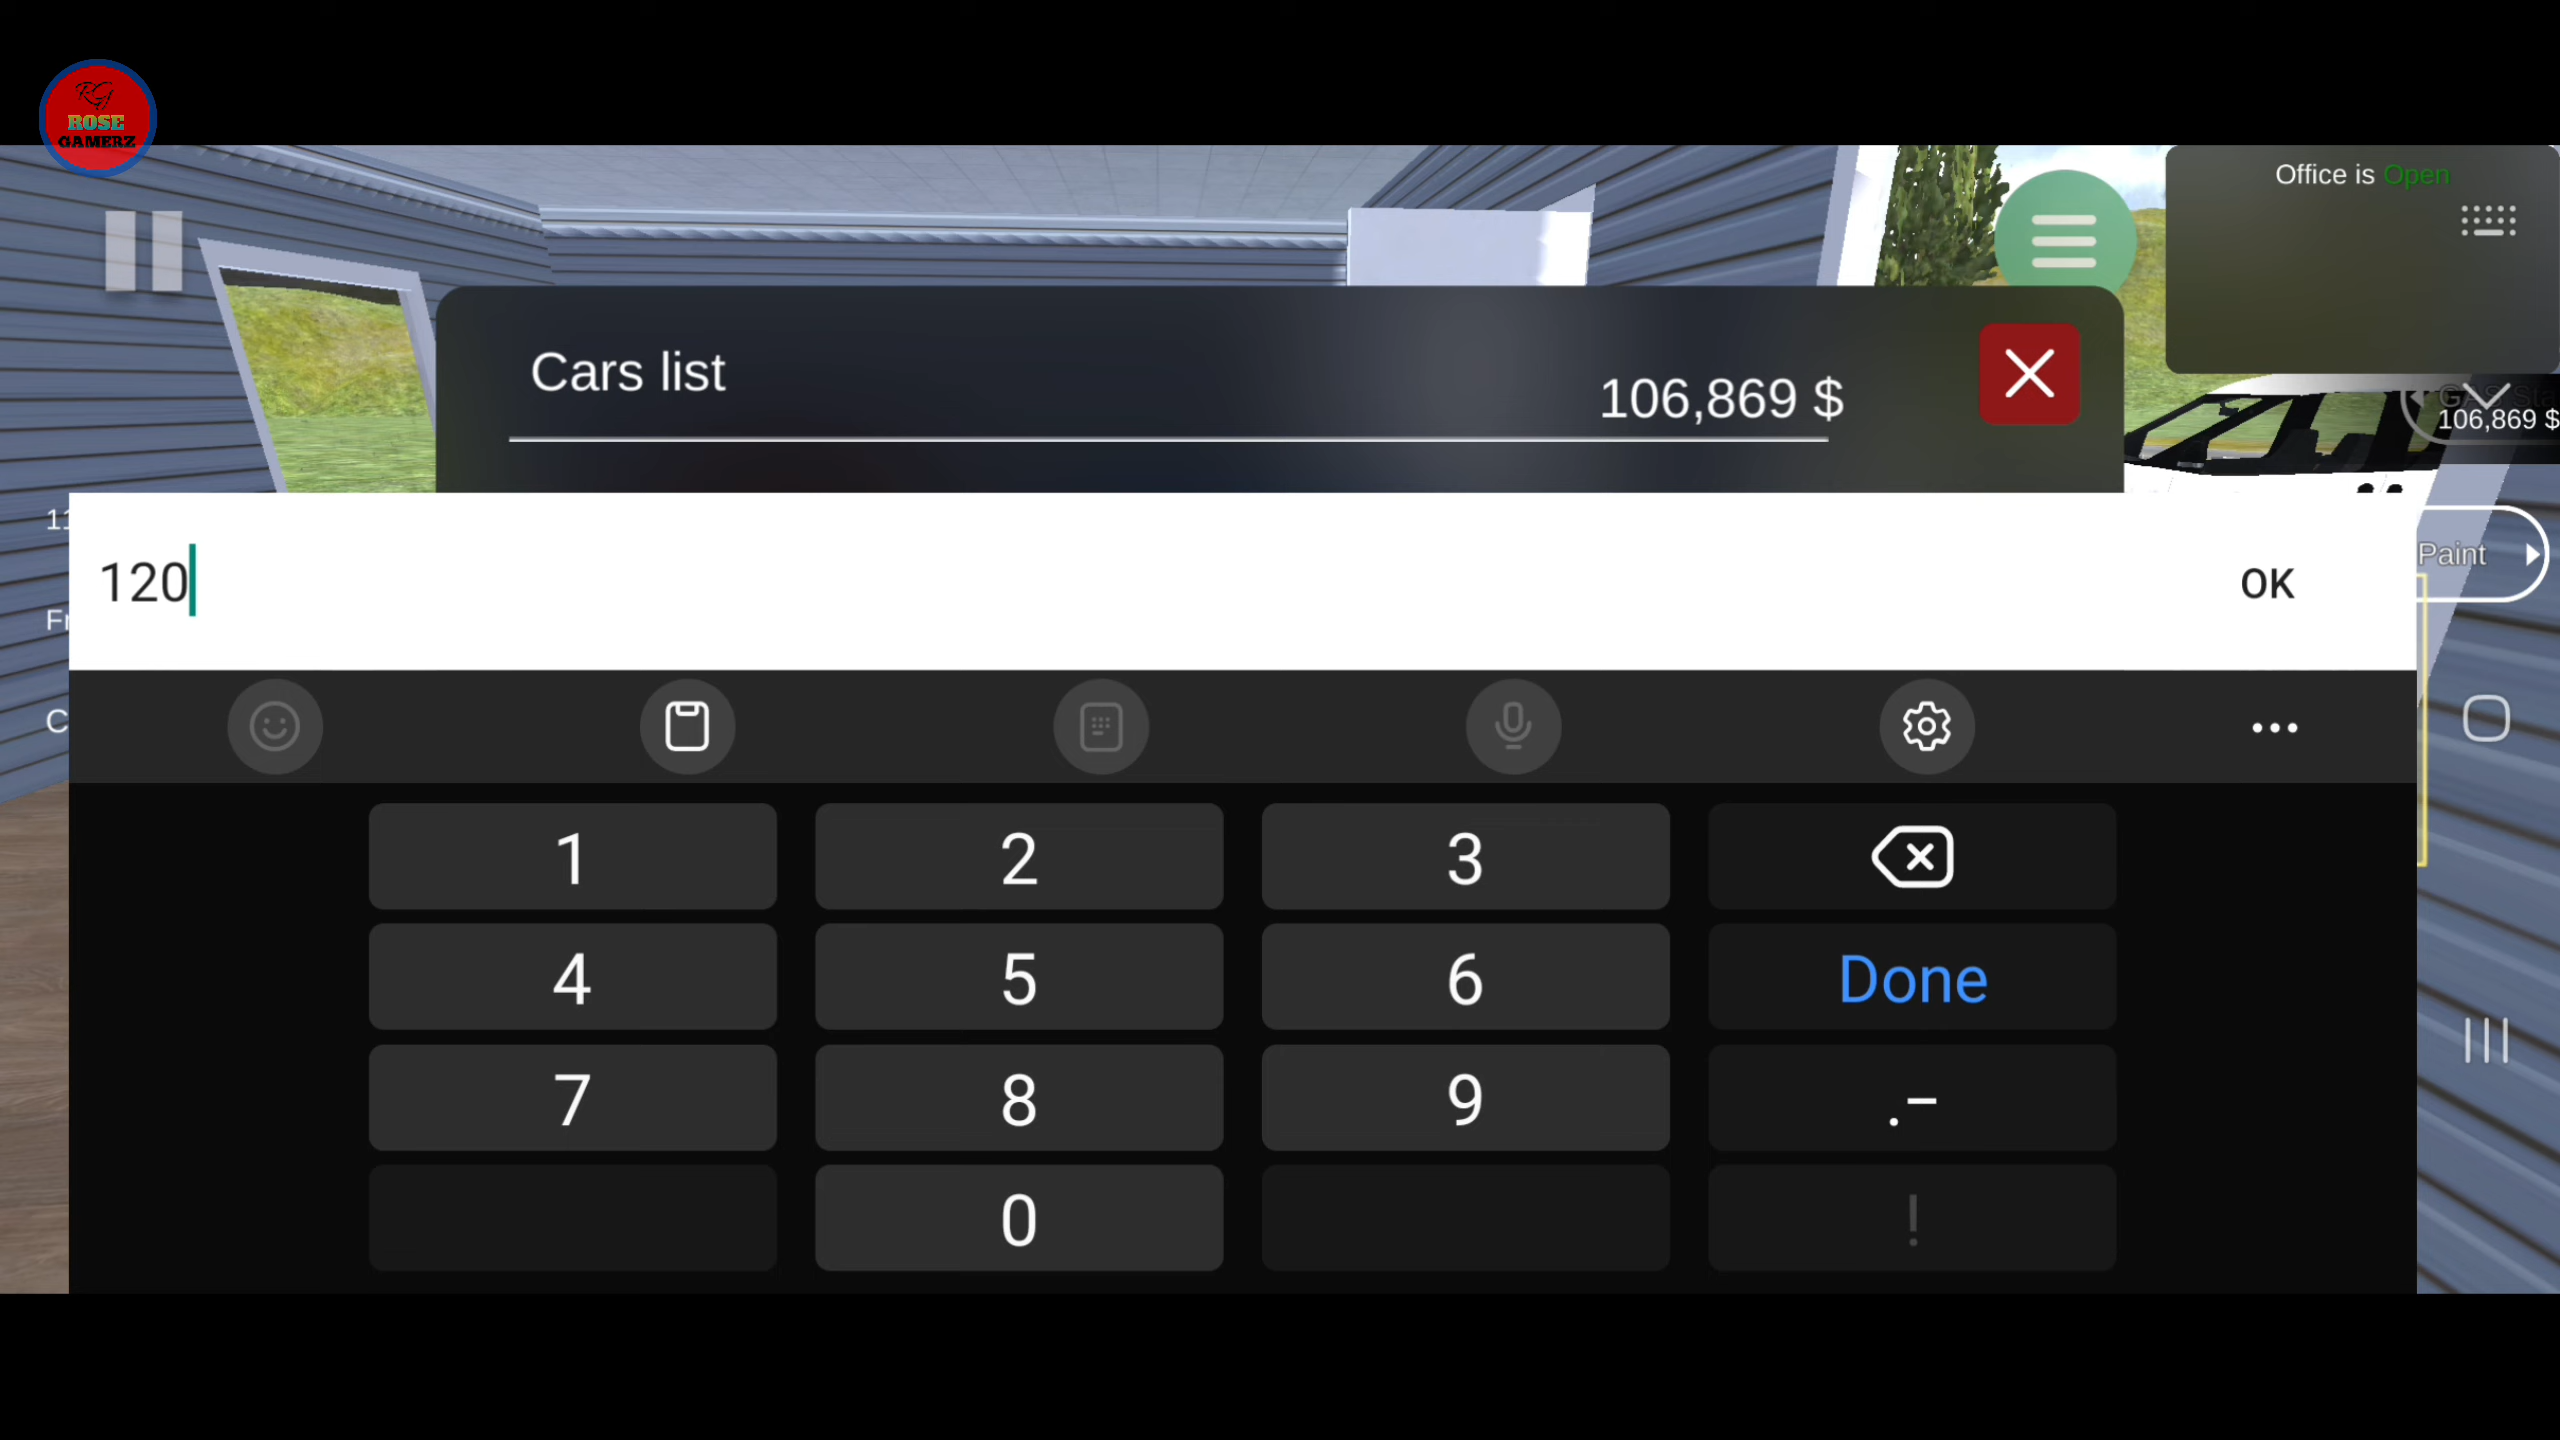 ROSE
GAMERZ
Office is Open
Cars list
106,869 $
106,869 $
120
OK
Paint
1 2 3
4 5 6 Done
7 8 9 .-
0 !